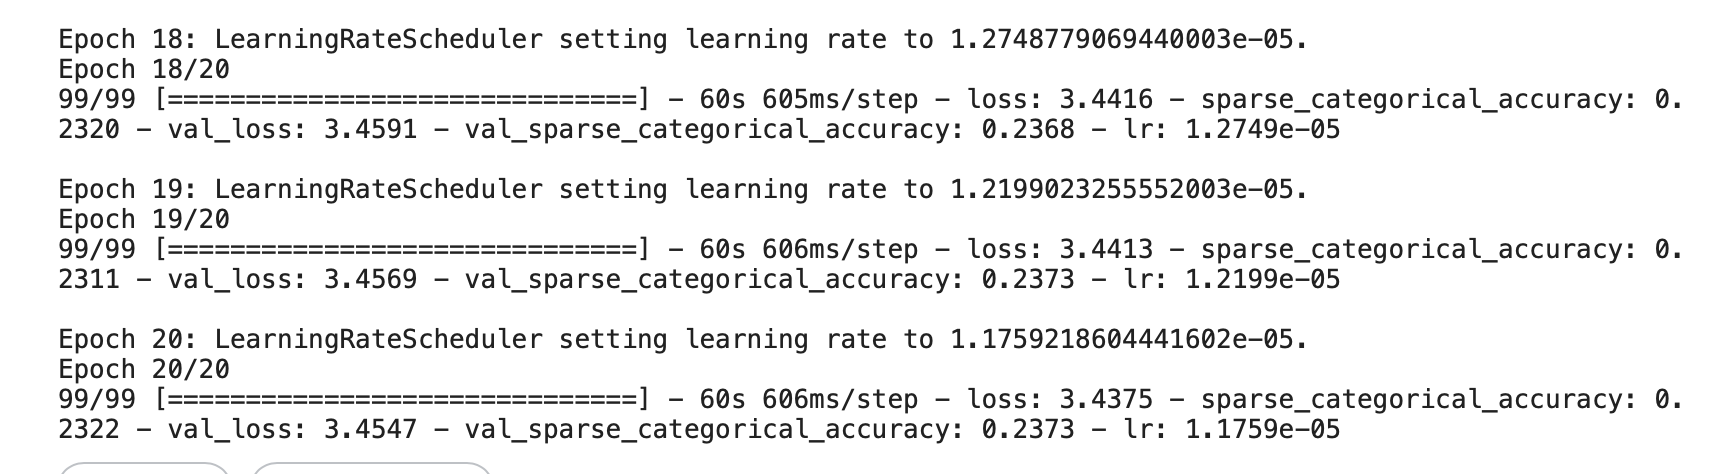 Epoch 18: LearningRateScheduler setting learning rate to 1.2748779069440003e-05.
Epoch 18/20
99/99 [==============================] - 60s 605ms/step - loss: 3.4416 - sparse_categorical_accuracy: 0.
2320 - val_loss: 3.4591 - val_sparse_categorical_accuracy: 0.2368 - lr: 1.2749e-05
Epoch 19: LearningRateScheduler setting learning rate to 1.2199023255552003e-05.
Epoch 19/20
99/99 [==============================] - 60s 606ms/step - loss: 3.4413 - sparse_categorical_accuracy: 0.
2311 - val_loss: 3.4569 - val_sparse_categorical_accuracy: 0.2373 - lr: 1.2199e-05
Epoch 20: LearningRateScheduler setting learning rate to 1.1759218604441602e-05.
Epoch 20/20
99/99 [==============================] - 60s 606ms/step - loss: 3.4375 - sparse_categorical_accuracy: 0.
2322 - val_loss: 3.4547 - val_sparse_categorical_accuracy: 0.2373 - lr: 1.1759e-05